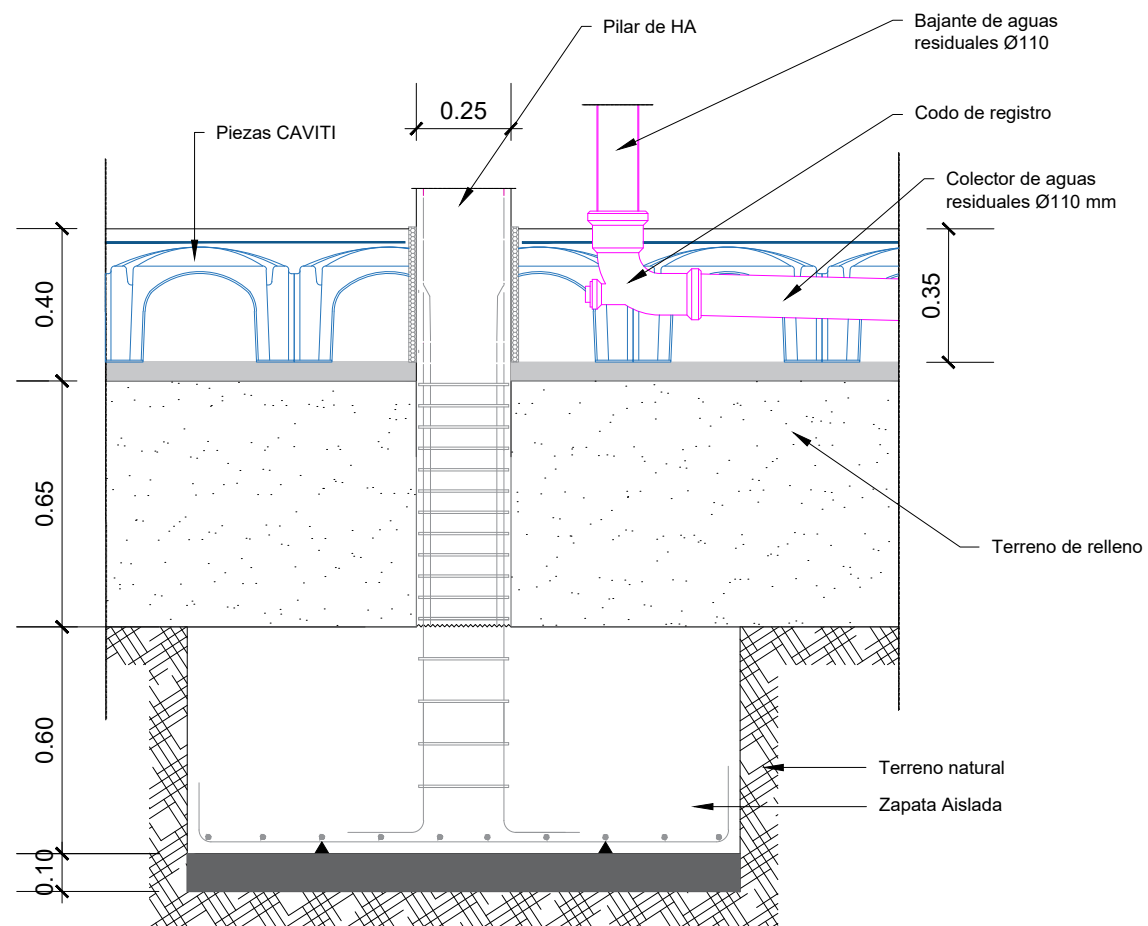 Bajante de aguas
residuales Ø110
Pilar de HA
0.25
Codo de registro
Piezas CAVITI
Colector de aguas
residuales Ø110 mm
0.40
0.35
0.65
Terreno de relleno
0.60
Terreno natural
Zapata Aislada
0.10